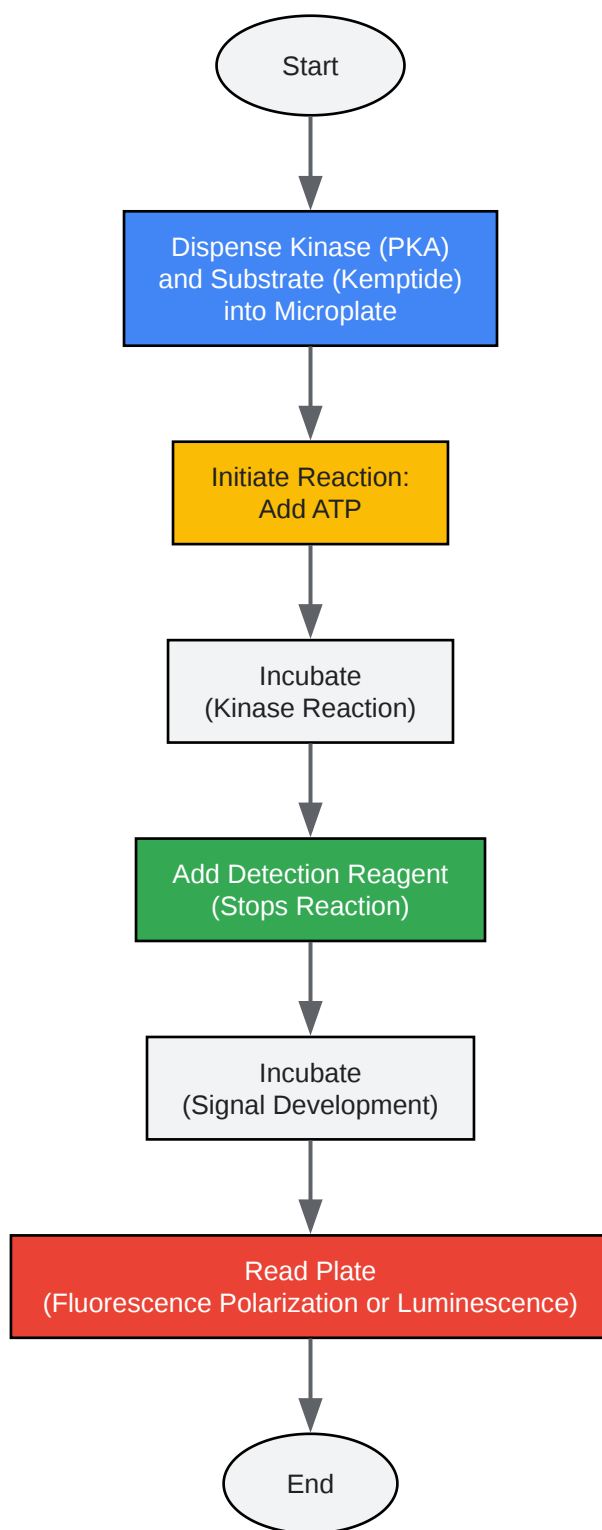 Start
Dispense Kinase (PKA)
and Substrate (Kemptide)
into Microplate
Initiate Reaction:
Add ATP
Incubate
(Kinase Reaction)
Add Detection Reagent
(Stops Reaction)
Incubate
(Signal Development)
Read Plate
(Fluorescence Polarization or Luminescence)
End